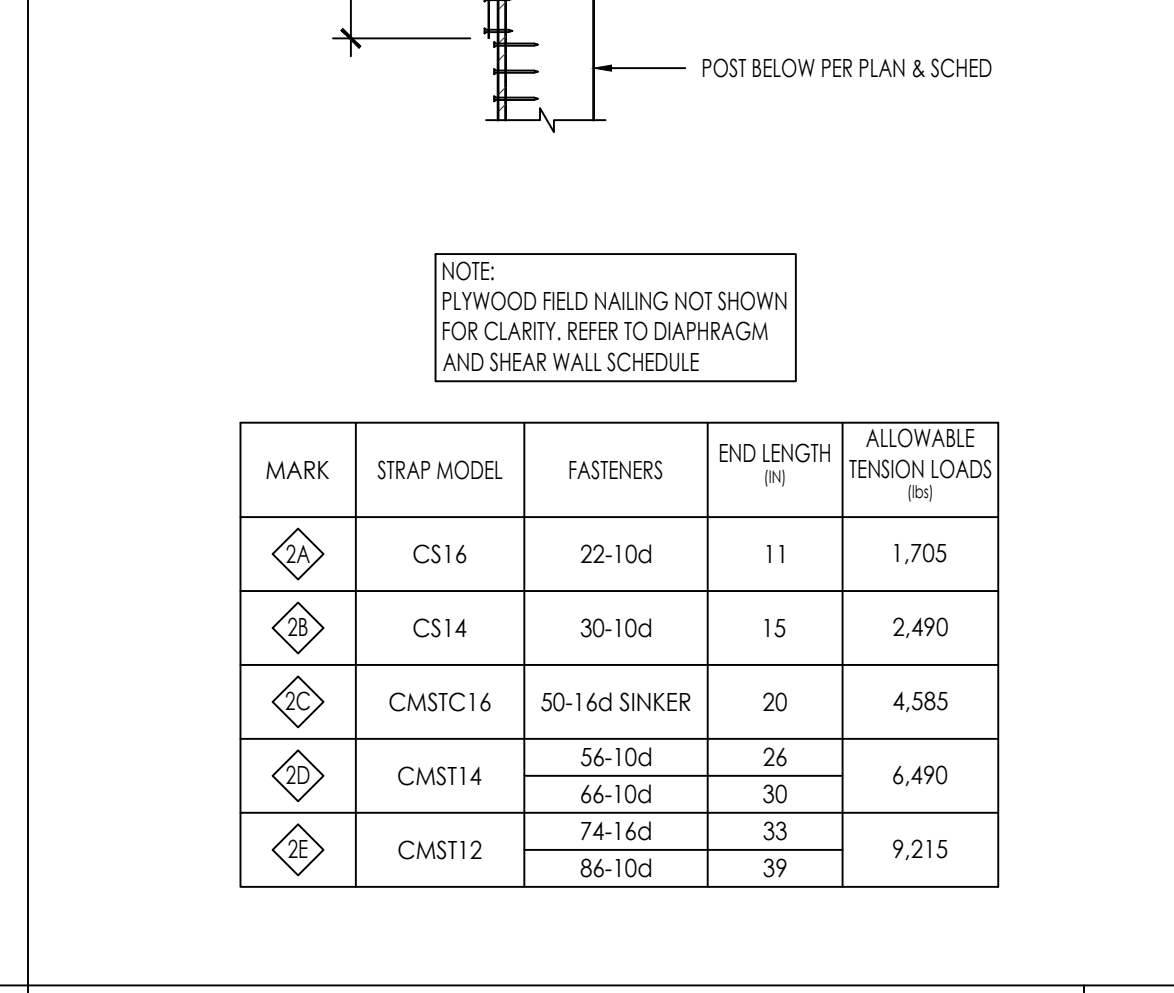 POST BELOW PER PLAN & SCHED
NOTE:
PLYWOOD FIELD NAILING NOT SHOWN
FOR CLARITY. REFER TO DIAPHRAGM
AND SHEAR WALL SCHEDULE
MARK STRAP MODEL FASTENERS END LENGTH (IN) ALLOWABLE TENSION LOADS (lbs)
2A CS16 22-10d 11 1,705
2B CS14 30-10d 15 2,490
2C CMSTC16 50-16d SINKER 20 4,585
2D CMST14 56-10d 26 6,490
66-10d 30
2E CMST12 74-16d 33 9,215
86-10d 39